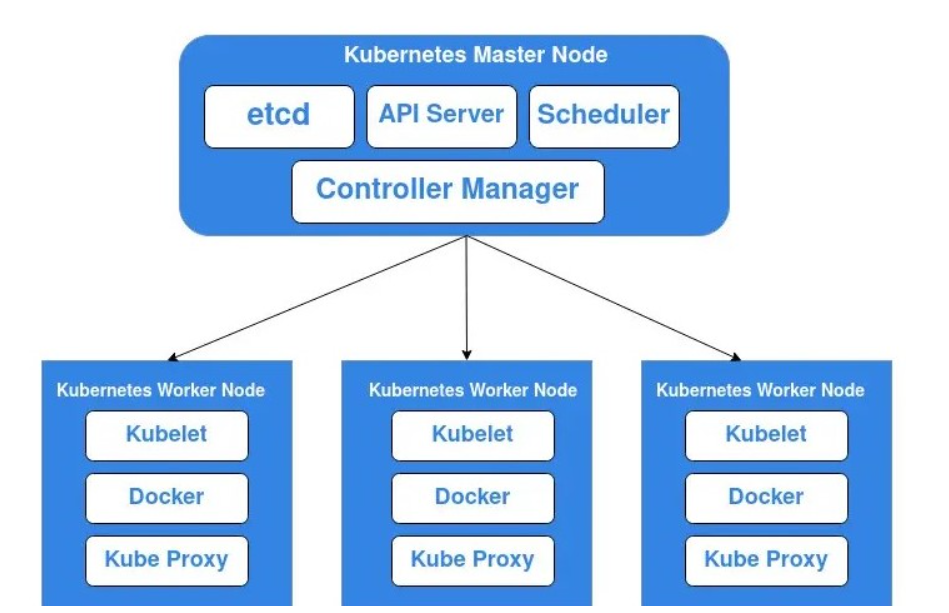 Kubernetes Master Node
etcd
API Server
Scheduler
Controller Manager
Kubernetes Worker Node
Kubelet
Docker
Kube Proxy
Kubernetes Worker Node
Kubelet
Docker
Kube Proxy
Kubernetes Worker Node
Kubelet
Docker
Kube Proxy